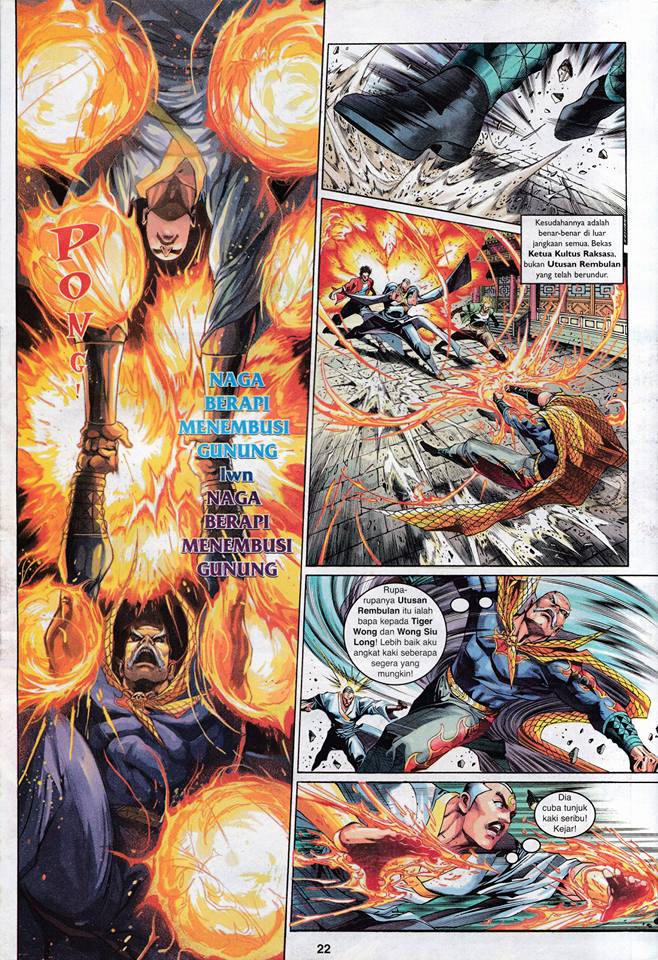 PONG!
NAGA
BERAPI
MENEMBUSI
GUNUNG
lwn
NAGA
BERAPI
MENEMBUSI
GUNUNG
Kesudahannya adalah
benar-benar di luar
jangkaan semua. Bekas
Ketua Kultus Raksasa,
bukan Utusan Rembulan
yang telah berundur.
Rupa-
rupanya Utusan
Rembulan itu ialah
bapa kepada Tiger
Wong dan Wong Siu
Long! Lebih baik aku
angkat kaki seberapa
segera yang
mungkin!
Dia
cuba tunjuk
kaki seribu!
Kejar!
22